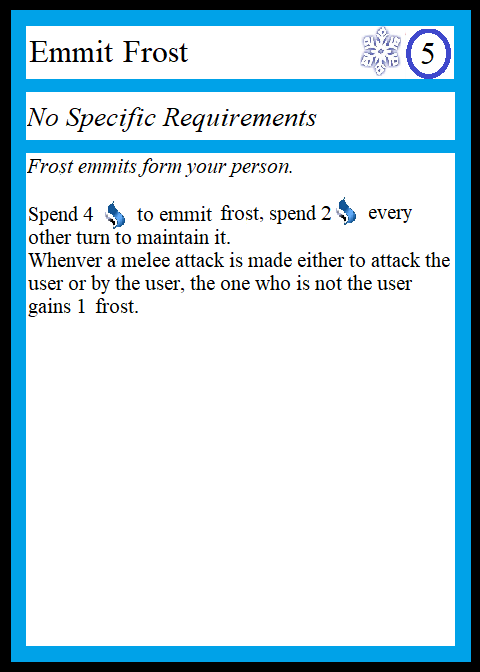 Emmit Frost 5
No Specific Requirements
Frost emmits form your person.
Spend 4 to emmit frost, spend 2 every
other turn to maintain it.
Whenver a melee attack is made either to attack the
user or by the user, the one who is not the user
gains 1 frost.